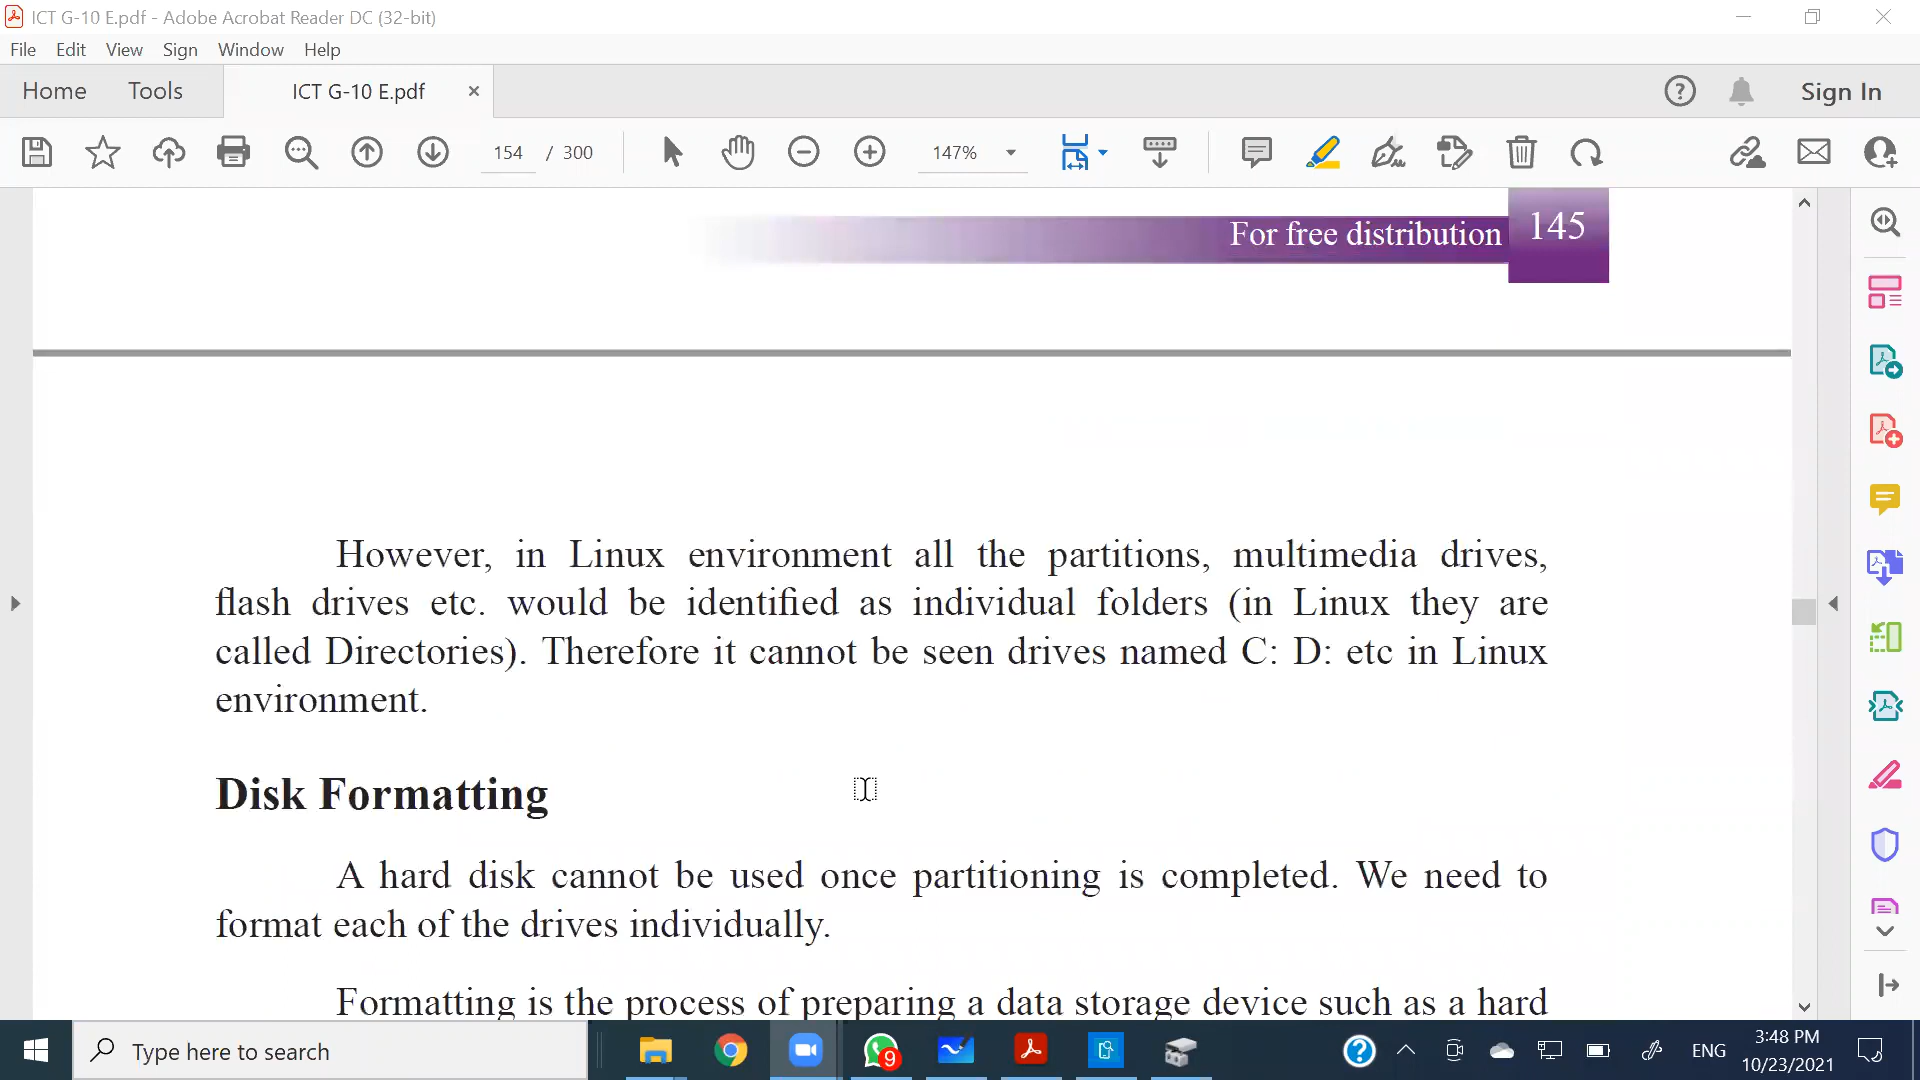 ICT G-10 E.pdf - Adobe Acrobat Reader DC (32-bit)
File Edit View Sign Window Help
Home Tools ICT G-10 E.pdf Sign In
154 / 300 147%
For free distribution 145
However, in Linux environment all the partitions, multimedia drives,
flash drives etc. would be identified as individual folders (in Linux they are
called Directories). Therefore it cannot be seen drives named C: D: etc in Linux
environment.
Disk Formatting
A hard disk cannot be used once partitioning is completed. We need to
format each of the drives individually.
Formatting is the process of preparing a data storage device such as a hard
Type here to search
9
ENG
3:48 PM
10/23/2021